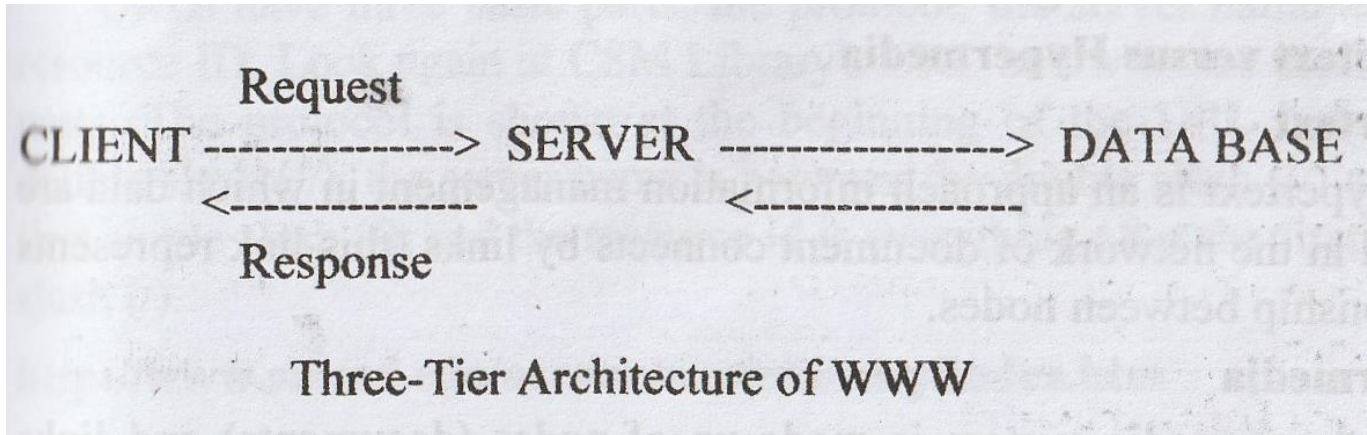 Request
CLIENT ---------------> SERVER -----------------> DATA BASE
<--------------- <-----------------
Response
Three-Tier Architecture of WWW